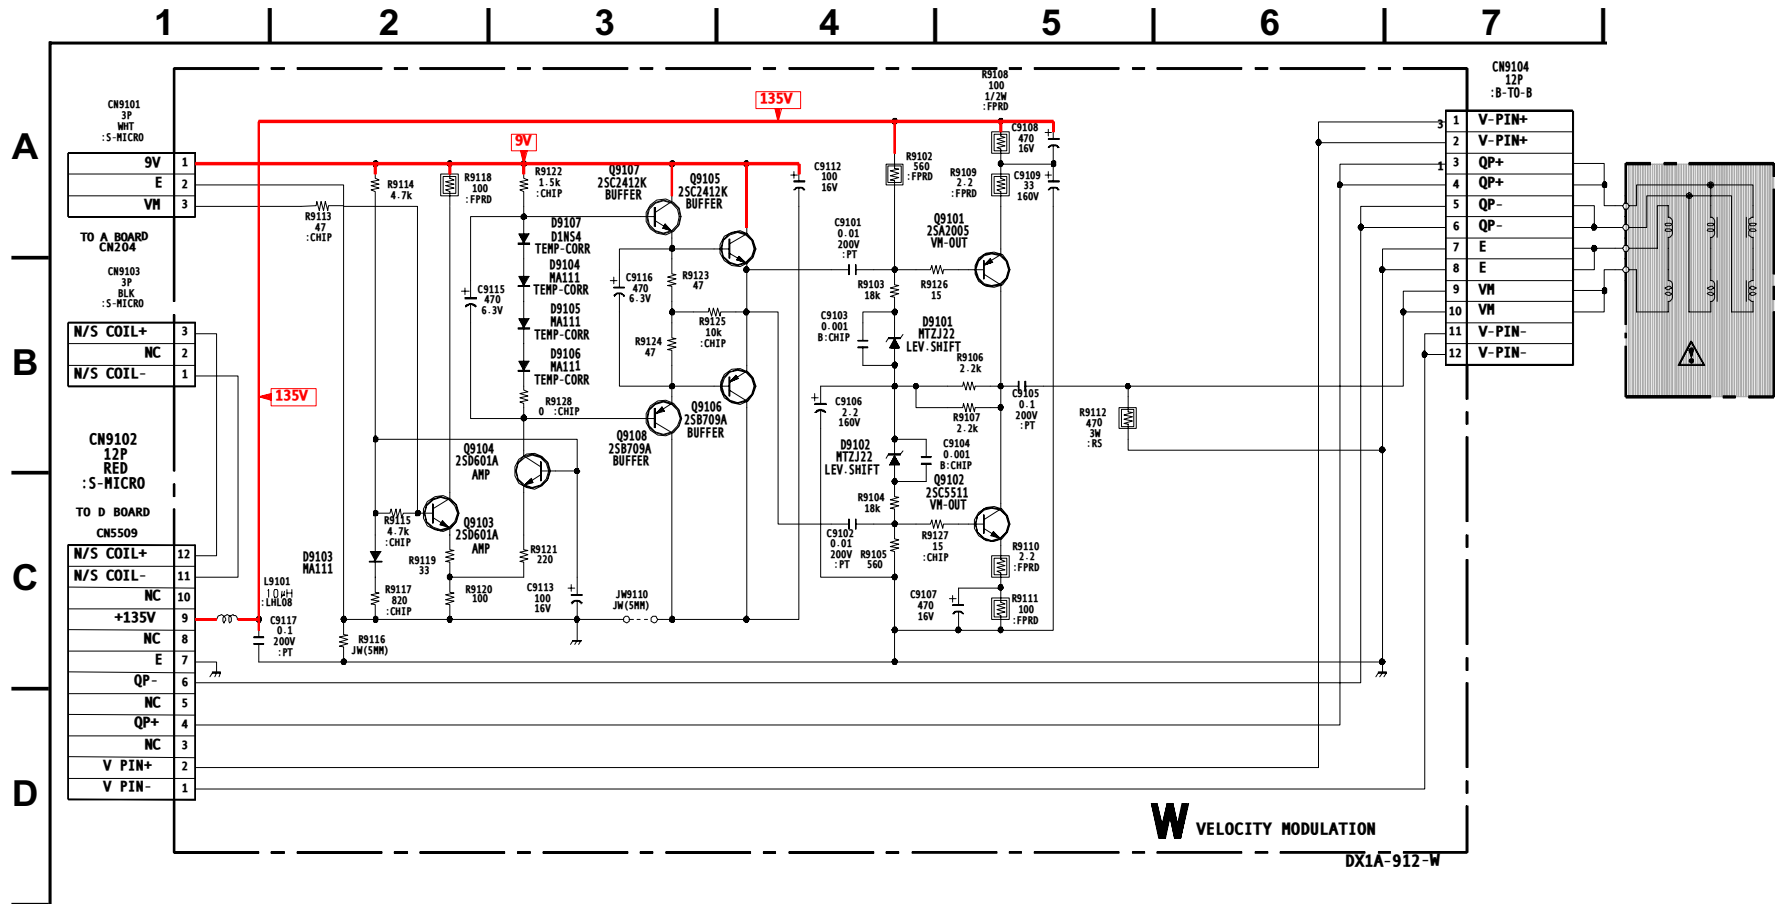 1 2 3 4 5 6 7
A
B
C
D
CN9101
3P
WHT
:S-MICRO
9V 1
E 2
VM 3
TO A BOARD
CN204
CN9103
3P
BLK
:S-MICRO
N/S COIL+ 3
NC 2
N/S COIL- 1
CN9102
12P
RED
:S-MICRO
TO D BOARD
CN5509
N/S COIL+ 12
N/S COIL- 11
NC 10
+135V 9
NC 8
E 7
QP- 6
NC 5
QP+ 4
NC 3
V PIN+ 2
V PIN- 1
135V
135V
9V
L9101
10μH
:LHL08
C9117
0.1
200V
:PT
R9113
47
:CHIP
R9114
4.7k
R9118
100
:FPRD
R9122
1.5k
:CHIP
Q9107
2SC2412K
BUFFER
Q9105
2SC2412K
BUFFER
D9107
D1NS4
TEMP-CORR
D9104
MA111
TEMP-CORR
D9105
MA111
TEMP-CORR
D9106
MA111
TEMP-CORR
R9128
0 :CHIP
C9115
470
6.3V
C9116
470
6.3V
R9123
47
R9124
47
R9125
10k
:CHIP
Q9106
2SB709A
BUFFER
Q9108
2SB709A
BUFFER
Q9104
2SD601A
AMP
Q9103
2SD601A
AMP
R9115
4.7k
:CHIP
D9103
MA111
R9117
820
:CHIP
R9119
33
R9120
100
R9121
220
C9113
100
16V
R9116
JW(5MM)
JW9110
JW(5MM)
C9112
100
16V
R9102
560
:FPRD
C9101
0.01
200V
:PT
R9103
18k
C9103
0.001
B:CHIP
D9101
MTZJ22
LEV.SHIFT
C9106
2.2
160V
D9102
MTZJ22
LEV.SHIFT
C9104
0.001
B:CHIP
R9104
18k
C9102
0.01
200V
:PT
R9105
560
R9108
100
1/2W
:FPRD
C9108
470
16V
R9109
2.2
:FPRD
C9109
33
160V
Q9101
2SA2005
VM-OUT
R9126
15
R9106
2.2k
R9107
2.2k
C9105
0.1
200V
:PT
R9112
470
3W
:RS
Q9102
2SC5511
VM-OUT
R9127
15
:CHIP
R9110
2.2
:FPRD
C9107
470
16V
R9111
100
:FPRD
CN9104
12P
:B-TO-B
3
1
1 V-PIN+
2 V-PIN+
3 QP+
4 QP+
5 QP-
6 QP-
7 E
8 E
9 VM
10 VM
11 V-PIN-
12 V-PIN-
W VELOCITY MODULATION
DX1A-912-W